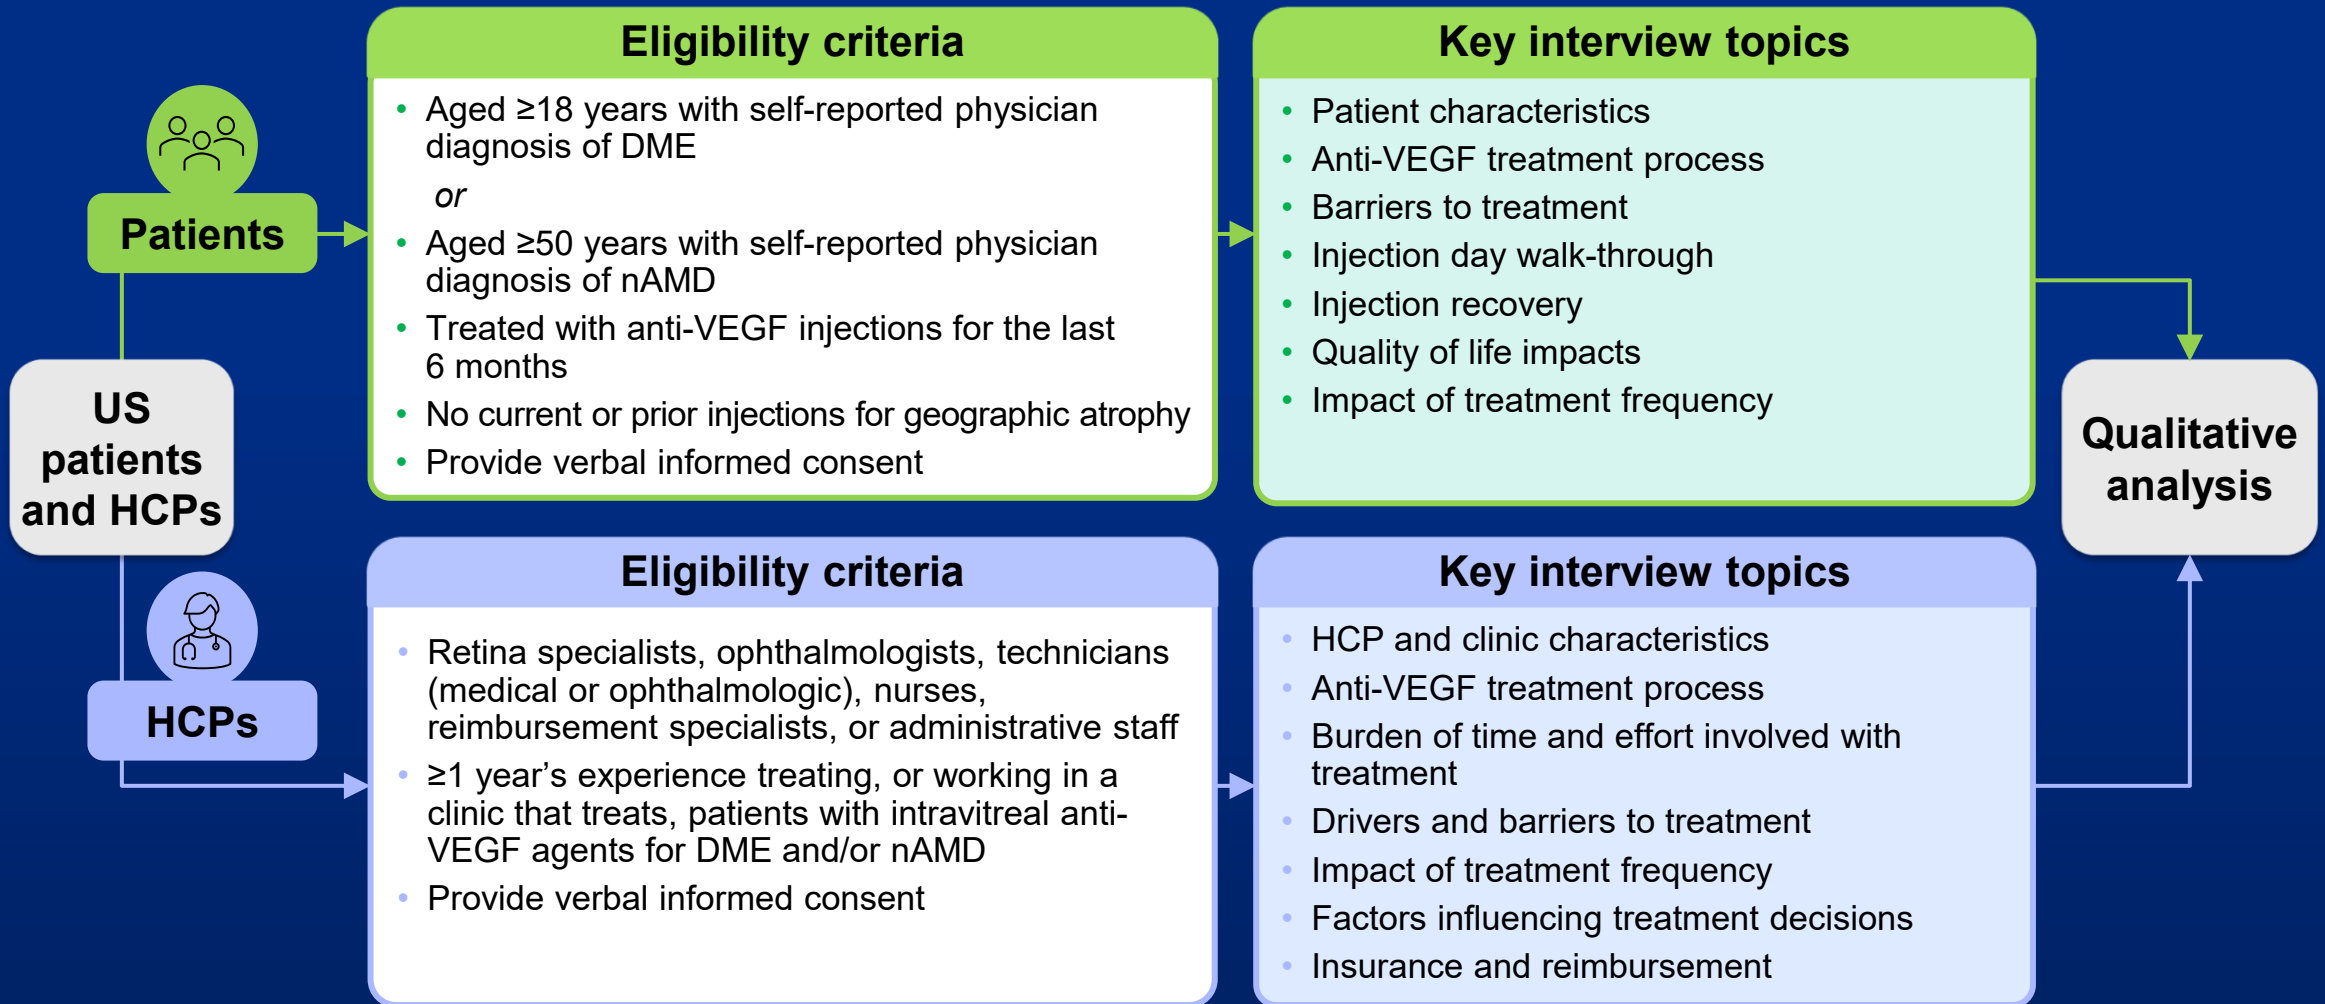 US
patients
and HCPs
Patients
Eligibility criteria
• Aged ≥18 years with self-reported physician
diagnosis of DME
or
• Aged ≥50 years with self-reported physician
diagnosis of nAMD
• Treated with anti-VEGF injections for the last
6 months
• No current or prior injections for geographic atrophy
• Provide verbal informed consent
Key interview topics
• Patient characteristics
• Anti-VEGF treatment process
• Barriers to treatment
• Injection day walk-through
• Injection recovery
• Quality of life impacts
• Impact of treatment frequency
HCPs
Eligibility criteria
• Retina specialists, ophthalmologists, technicians
(medical or ophthalmologic), nurses,
reimbursement specialists, or administrative staff
• ≥1 year’s experience treating, or working in a
clinic that treats, patients with intravitreal anti-
VEGF agents for DME and/or nAMD
• Provide verbal informed consent
Key interview topics
• HCP and clinic characteristics
• Anti-VEGF treatment process
• Burden of time and effort involved with
treatment
• Drivers and barriers to treatment
• Impact of treatment frequency
• Factors influencing treatment decisions
• Insurance and reimbursement
Qualitative
analysis